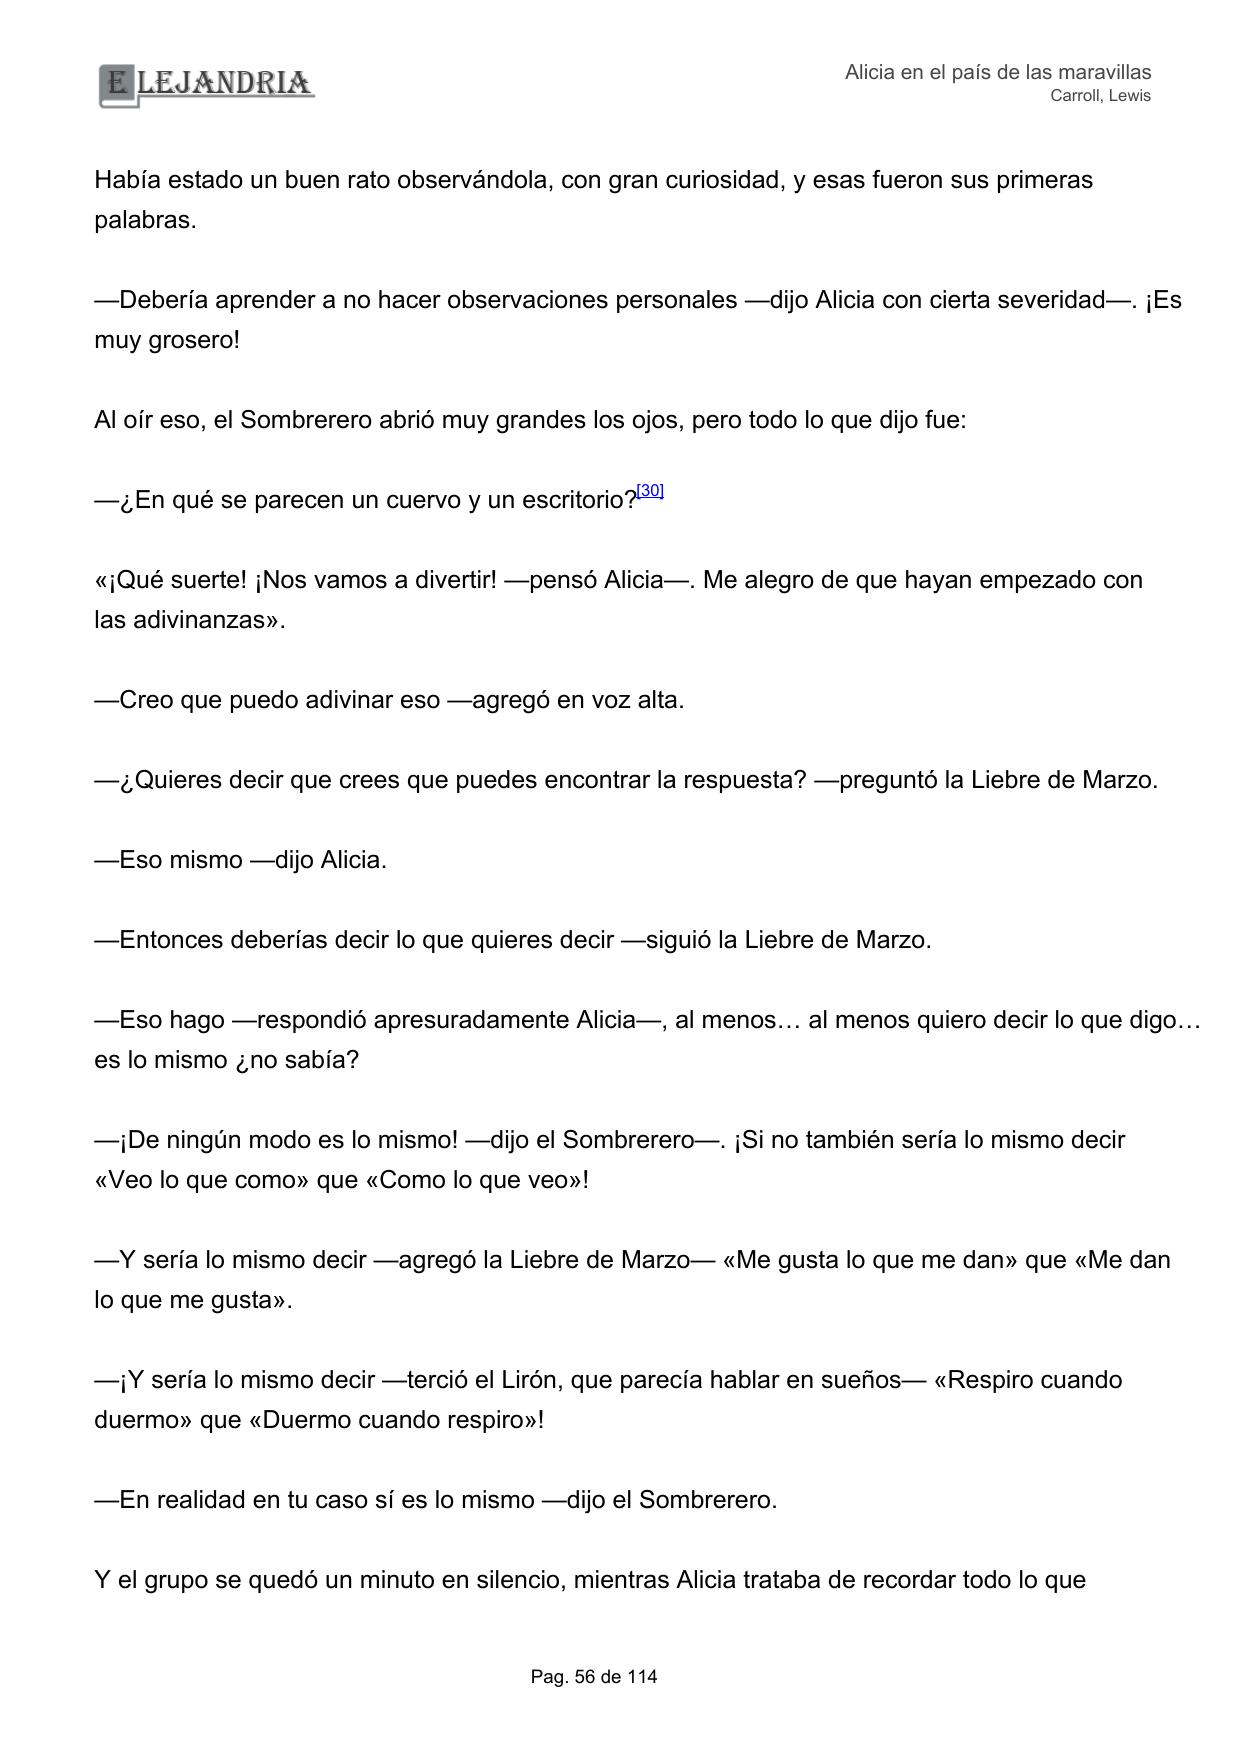 ELEJANDRIA
Alicia en el país de las maravillas
Carroll, Lewis
Había estado un buen rato observándola, con gran curiosidad, y esas fueron sus primeras
palabras.
—Debería aprender a no hacer observaciones personales —dijo Alicia con cierta severidad—. ¡Es
muy grosero!
Al oír eso, el Sombrerero abrió muy grandes los ojos, pero todo lo que dijo fue:
—¿En qué se parecen un cuervo y un escritorio?[30]
«¡Qué suerte! ¡Nos vamos a divertir! —pensó Alicia—. Me alegro de que hayan empezado con
las adivinanzas».
—Creo que puedo adivinar eso —agregó en voz alta.
—¿Quieres decir que crees que puedes encontrar la respuesta? —preguntó la Liebre de Marzo.
—Eso mismo —dijo Alicia.
—Entonces deberías decir lo que quieres decir —siguió la Liebre de Marzo.
—Eso hago —respondió apresuradamente Alicia—, al menos… al menos quiero decir lo que digo…
es lo mismo ¿no sabía?
—¡De ningún modo es lo mismo! —dijo el Sombrerero—. ¡Si no también sería lo mismo decir
«Veo lo que como» que «Como lo que veo»!
—Y sería lo mismo decir —agregó la Liebre de Marzo— «Me gusta lo que me dan» que «Me dan
lo que me gusta».
—¡Y sería lo mismo decir —terció el Lirón, que parecía hablar en sueños— «Respiro cuando
duermo» que «Duermo cuando respiro»!
—En realidad en tu caso sí es lo mismo —dijo el Sombrerero.
Y el grupo se quedó un minuto en silencio, mientras Alicia trataba de recordar todo lo que
Pag. 56 de 114